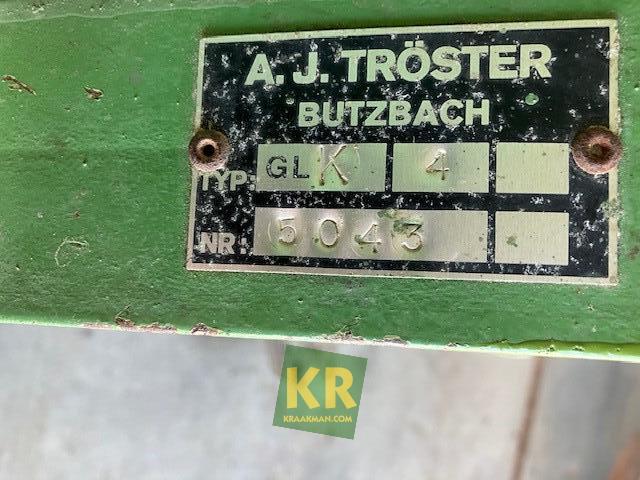 A. J. TRÖSTER
BUTZBACH
TYP: GLK 4
NR: 5043
KR
KRAAKMAN.COM